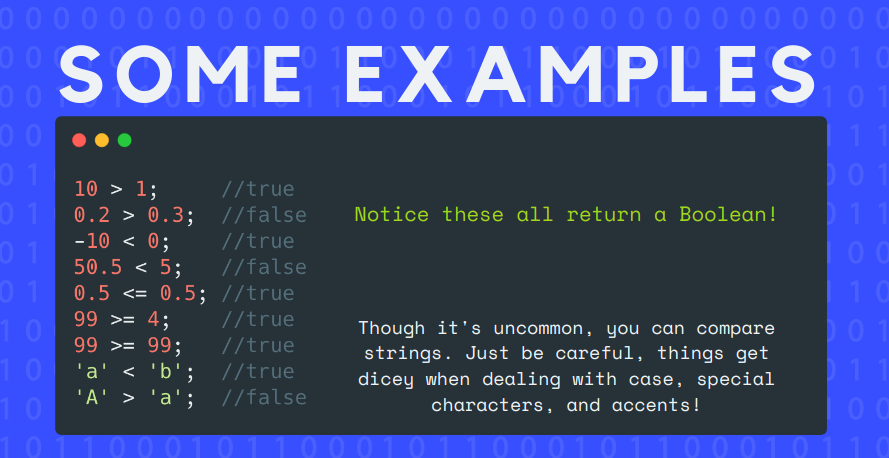 SOME EXAMPLES
10 > 1; //true
0.2 > 0.3; //false
-10 < 0; //true
50.5 < 5; //false
0.5 <= 0.5; //true
99 >= 4; //true
99 >= 99; //true
'a' < 'b'; //true
'A' > 'a'; //false
Notice these all return a Boolean!
Though it's uncommon, you can compare
strings. Just be careful, things get
dicey when dealing with case, special
characters, and accents!